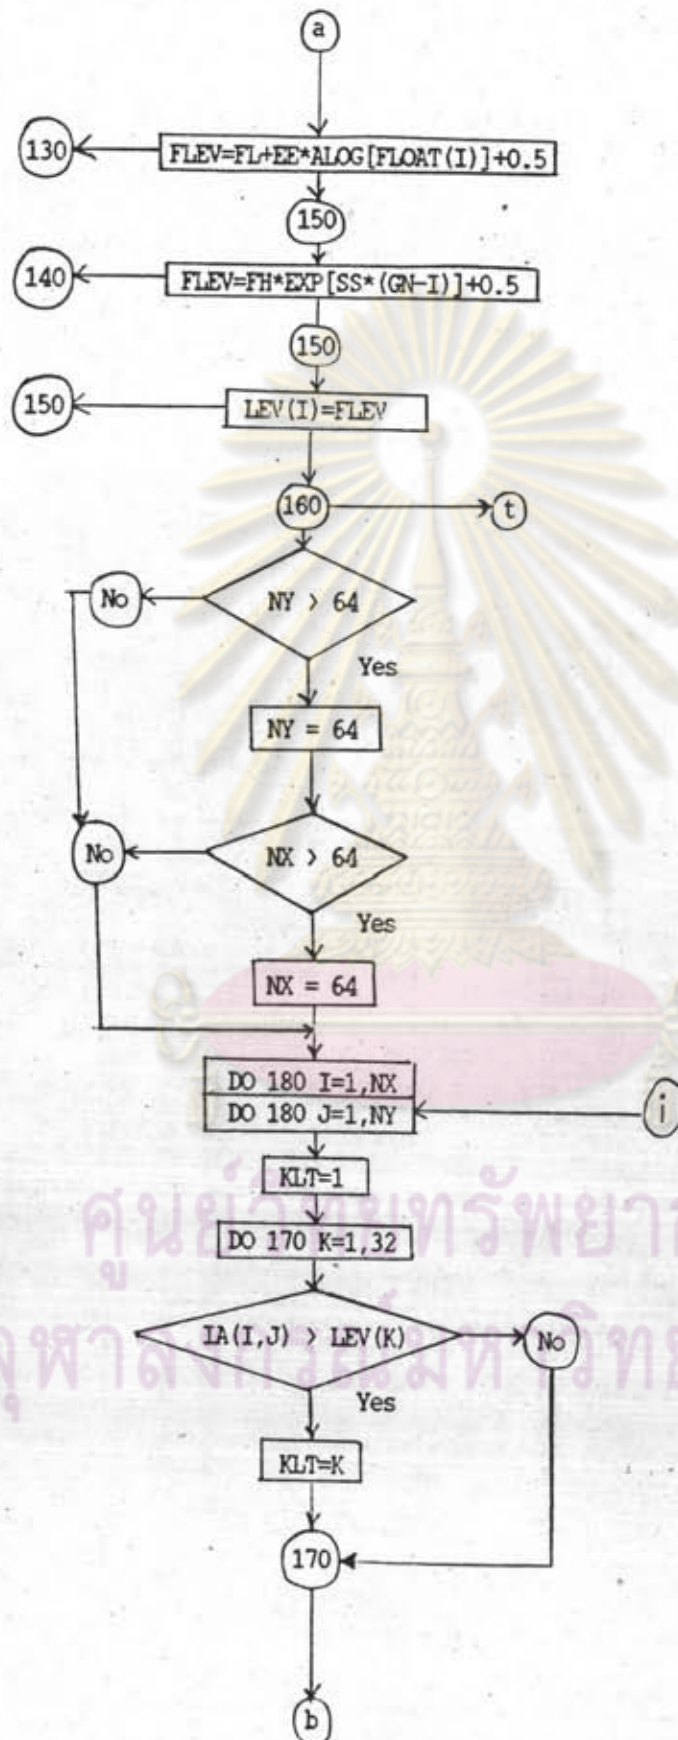 a
130
FLEV=FL+EE*ALOG[FLOAT(I)]+0.5
150
140
FLEV=FH*EXP[SS*(GN-I)]+0.5
150
150
LEV(I)=FLEV
160
t
No
NY > 64
Yes
NY = 64
No
NX > 64
Yes
NX = 64
DO 180 I=1,NX
DO 180 J=1,NY
i
KLT=1
DO 170 K=1,32
IA(I,J) > LEV(K)
No
Yes
KLT=K
170
b